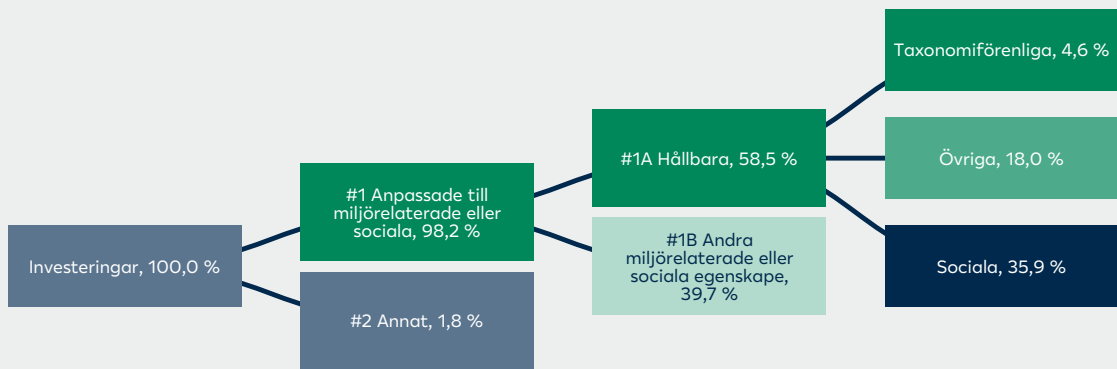 Investeringar, 100,0 %
#1 Anpassade till
miljörelaterade eller
sociala, 98,2 %
#2 Annat, 1,8 %
#1A Hållbara, 58,5 %
#1B Andra
miljörelaterade eller
sociala egenskape,
39,7 %
Taxonomiförenliga, 4,6 %
Övriga, 18,0 %
Sociala, 35,9 %